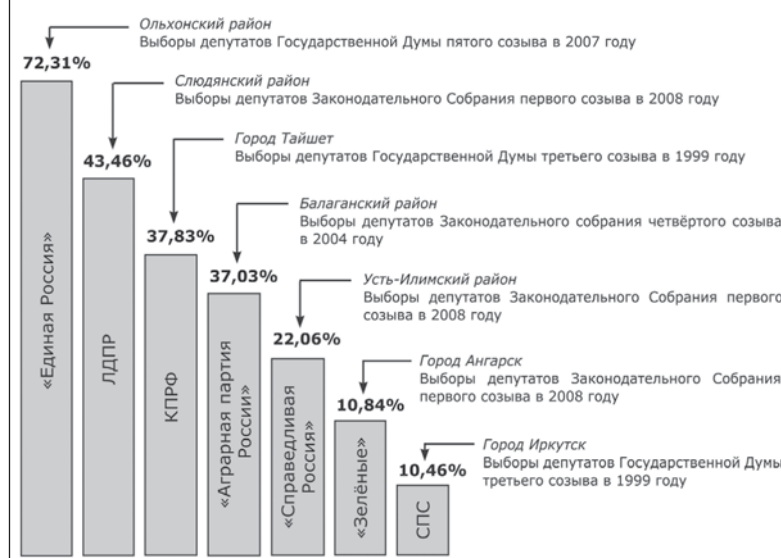 Ольхонский район
Выборы депутатов Государственной Думы пятого созыва в 2007 году
72,31%
«Единая Россия»
Слюдянский район
Выборы депутатов Законодательного Собрания первого созыва в 2008 году
43,46%
ЛДПР
Город Тайшет
Выборы депутатов Государственной Думы третьего созыва в 1999 году
37,83%
КПРФ
Балаганский район
Выборы депутатов Законодательного собрания четвёртого созыва
в 2004 году
37,03%
«Аграрная партия
России»
Усть-Илимский район
Выборы депутатов Законодательного Собрания первого
созыва в 2008 году
22,06%
«Справедливая
Россия»
Город Ангарск
Выборы депутатов Законодательного Собрания
первого созыва в 2008 году
10,84%
«Зелёные»
Город Иркутск
Выборы депутатов Государственной Думы
третьего созыва в 1999 году
10,46%
СПС